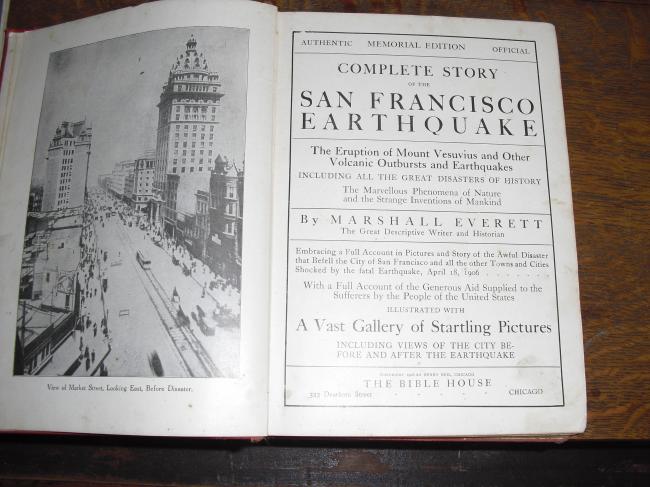 View of Market Street, Looking East, Before Disaster.
AUTHENTIC MEMORIAL EDITION OFFICIAL
COMPLETE STORY
OF THE
SAN FRANCISCO
EARTHQUAKE
The Eruption of Mount Vesuvius and Other
Volcanic Outbursts and Earthquakes
INCLUDING ALL THE GREAT DISASTERS OF HISTORY
The Marvellous Phenomena of Nature
and the Strange Inventions of Mankind
By MARSHALL EVERETT
The Great Descriptive Writer and Historian
Embracing a Full Account in Pictures and Story of the Awful Disaster
that Befell the City of San Francisco and all the other Towns and Cities
Shocked by the fatal Earthquake, April 18, 1906 . . . . . . .
With a Full Account of the Generous Aid Supplied to the
Sufferers by the People of the United States
ILLUSTRATED WITH
A Vast Gallery of Startling Pictures
INCLUDING VIEWS OF THE CITY BE-
FORE AND AFTER THE EARTHQUAKE
COPYRIGHT 1906 BY HENRY NEIL, CHICAGO
THE BIBLE HOUSE
Dearborn Street - - - - - CHICAGO